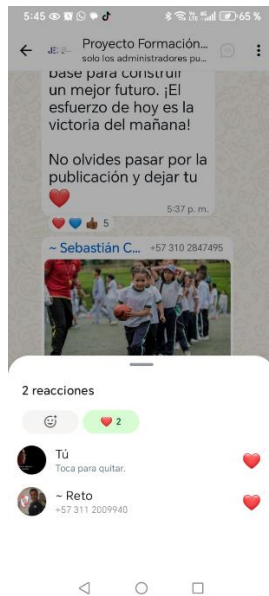 5:45 65 %
Proyecto Formación...
solo los administradores pu...
base para construir
un mejor futuro. ¡El
esfuerzo de hoy es la
victoria del mañana!
No olvides pasar por la
publicación y dejar tu
❤️
5:37 p. m.
❤️ 💙 👍🏾 5
~ Sebastián C... +57 310 2847495
2 reacciones
❤️ 2
Tú
Toca para quitar.
~ Reto
+57 311 2009940